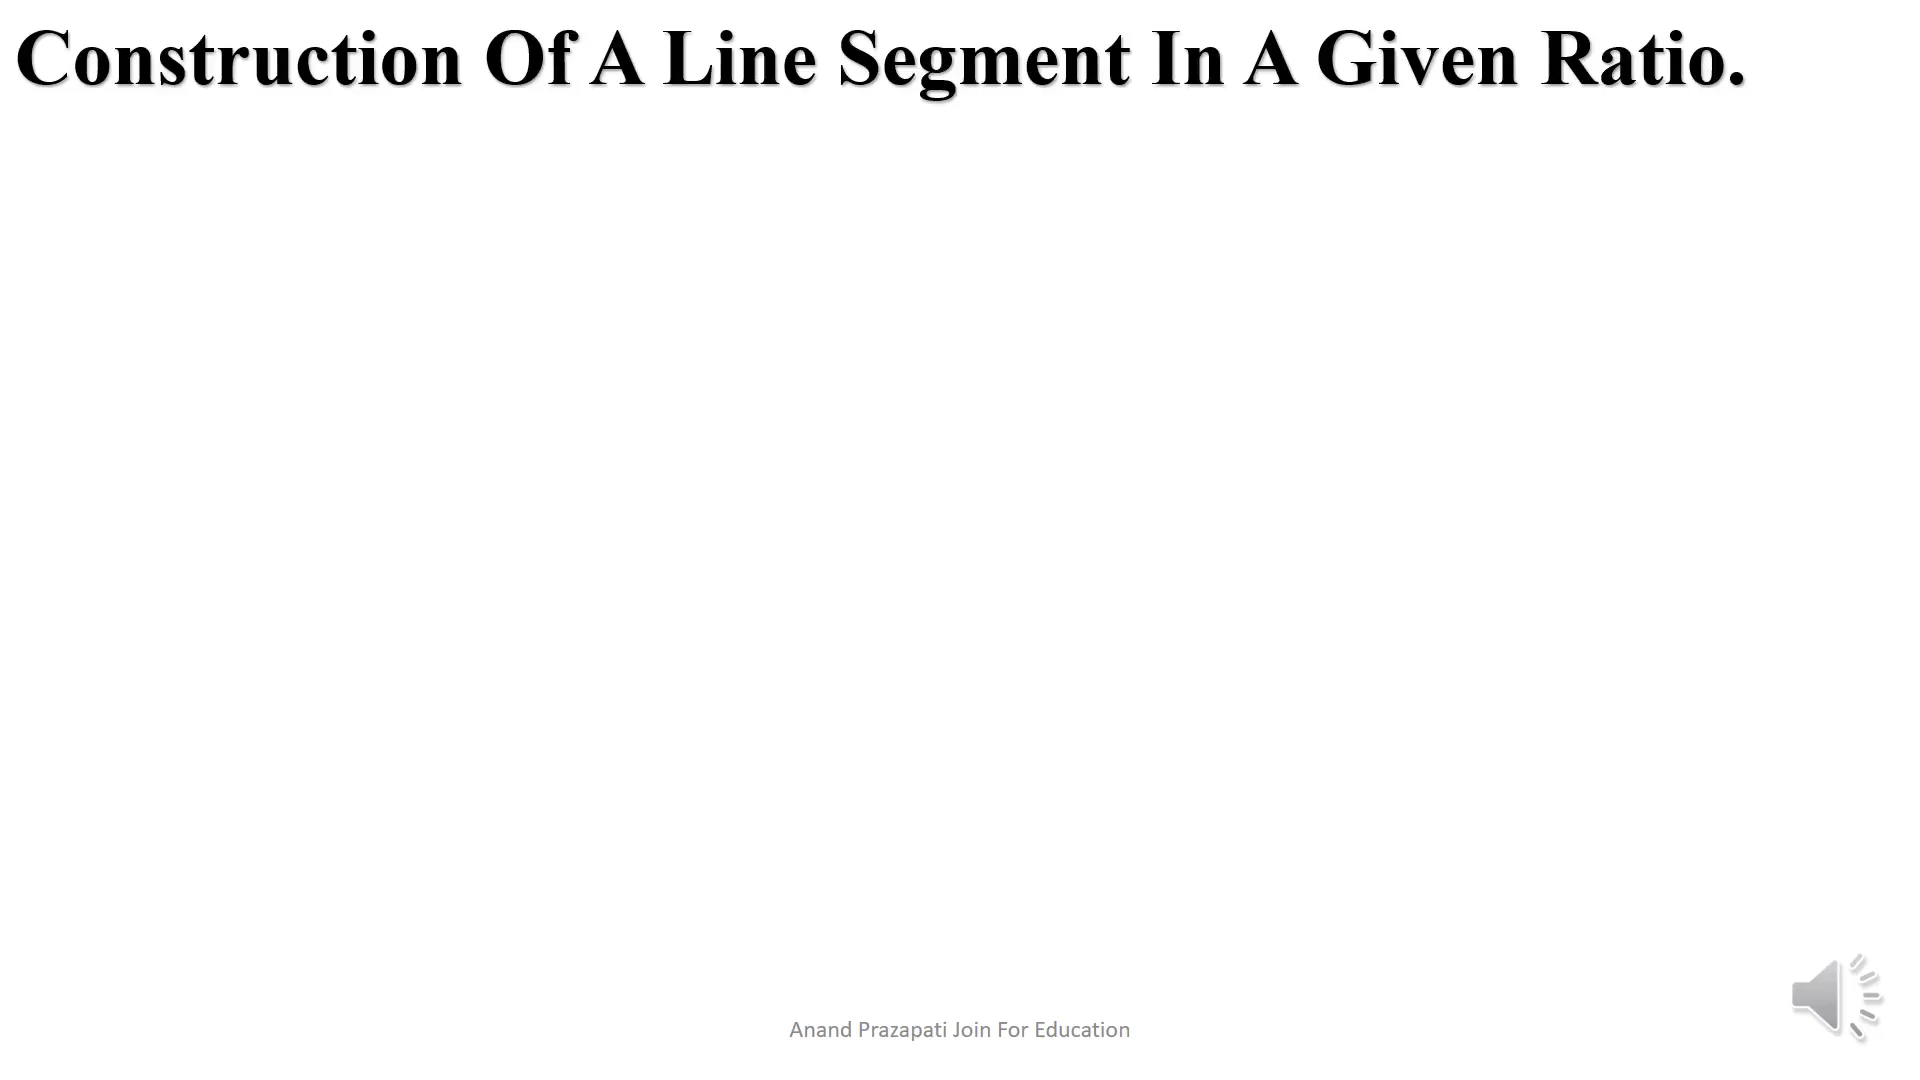 Construction Of A Line Segment In A Given Ratio.
Anand Prazapati Join For Education